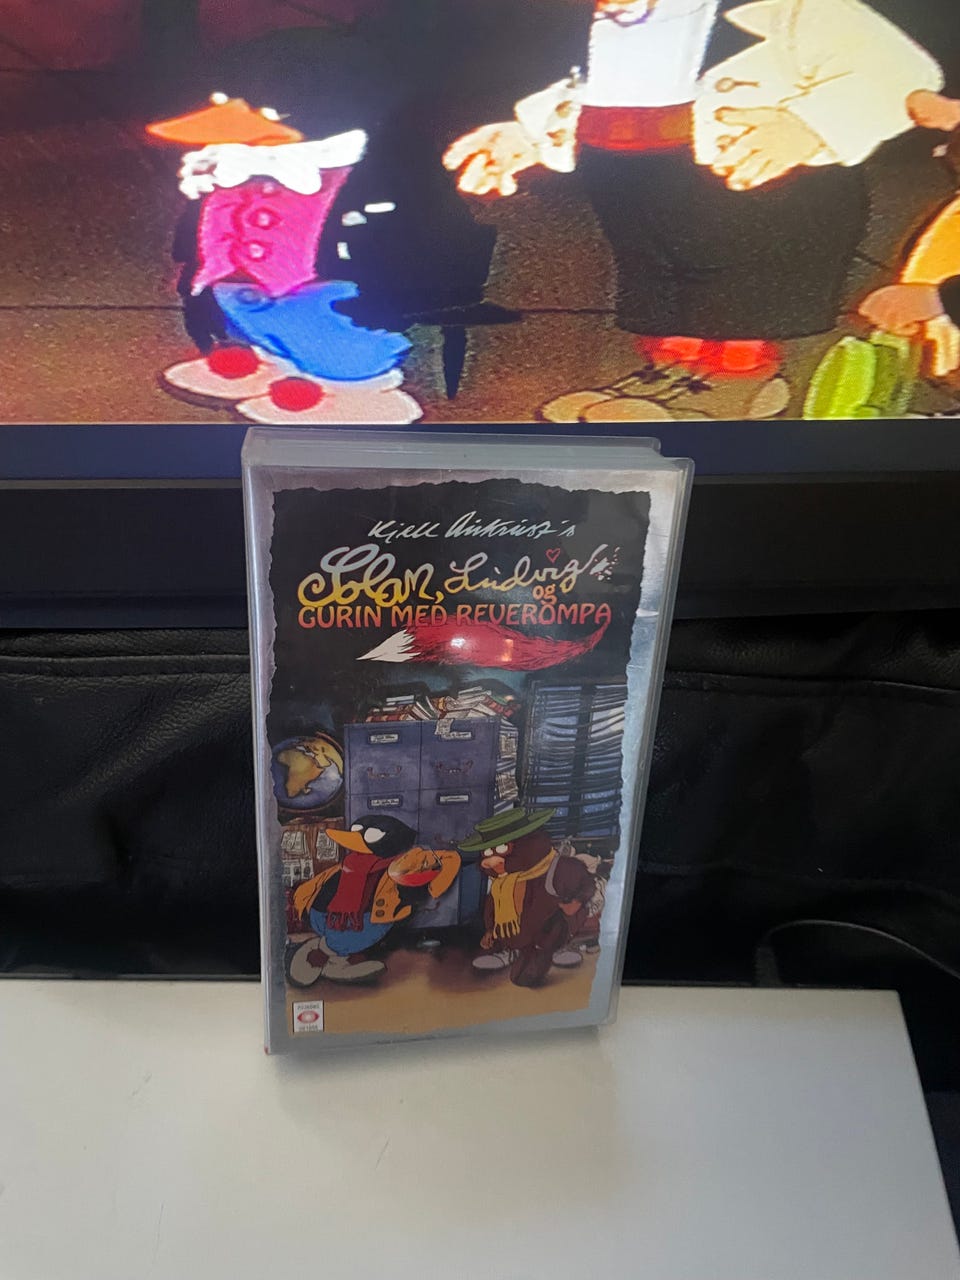 Kjell Aukrust's
Solan, Ludvig
og
GURIN MED REVEROMPA